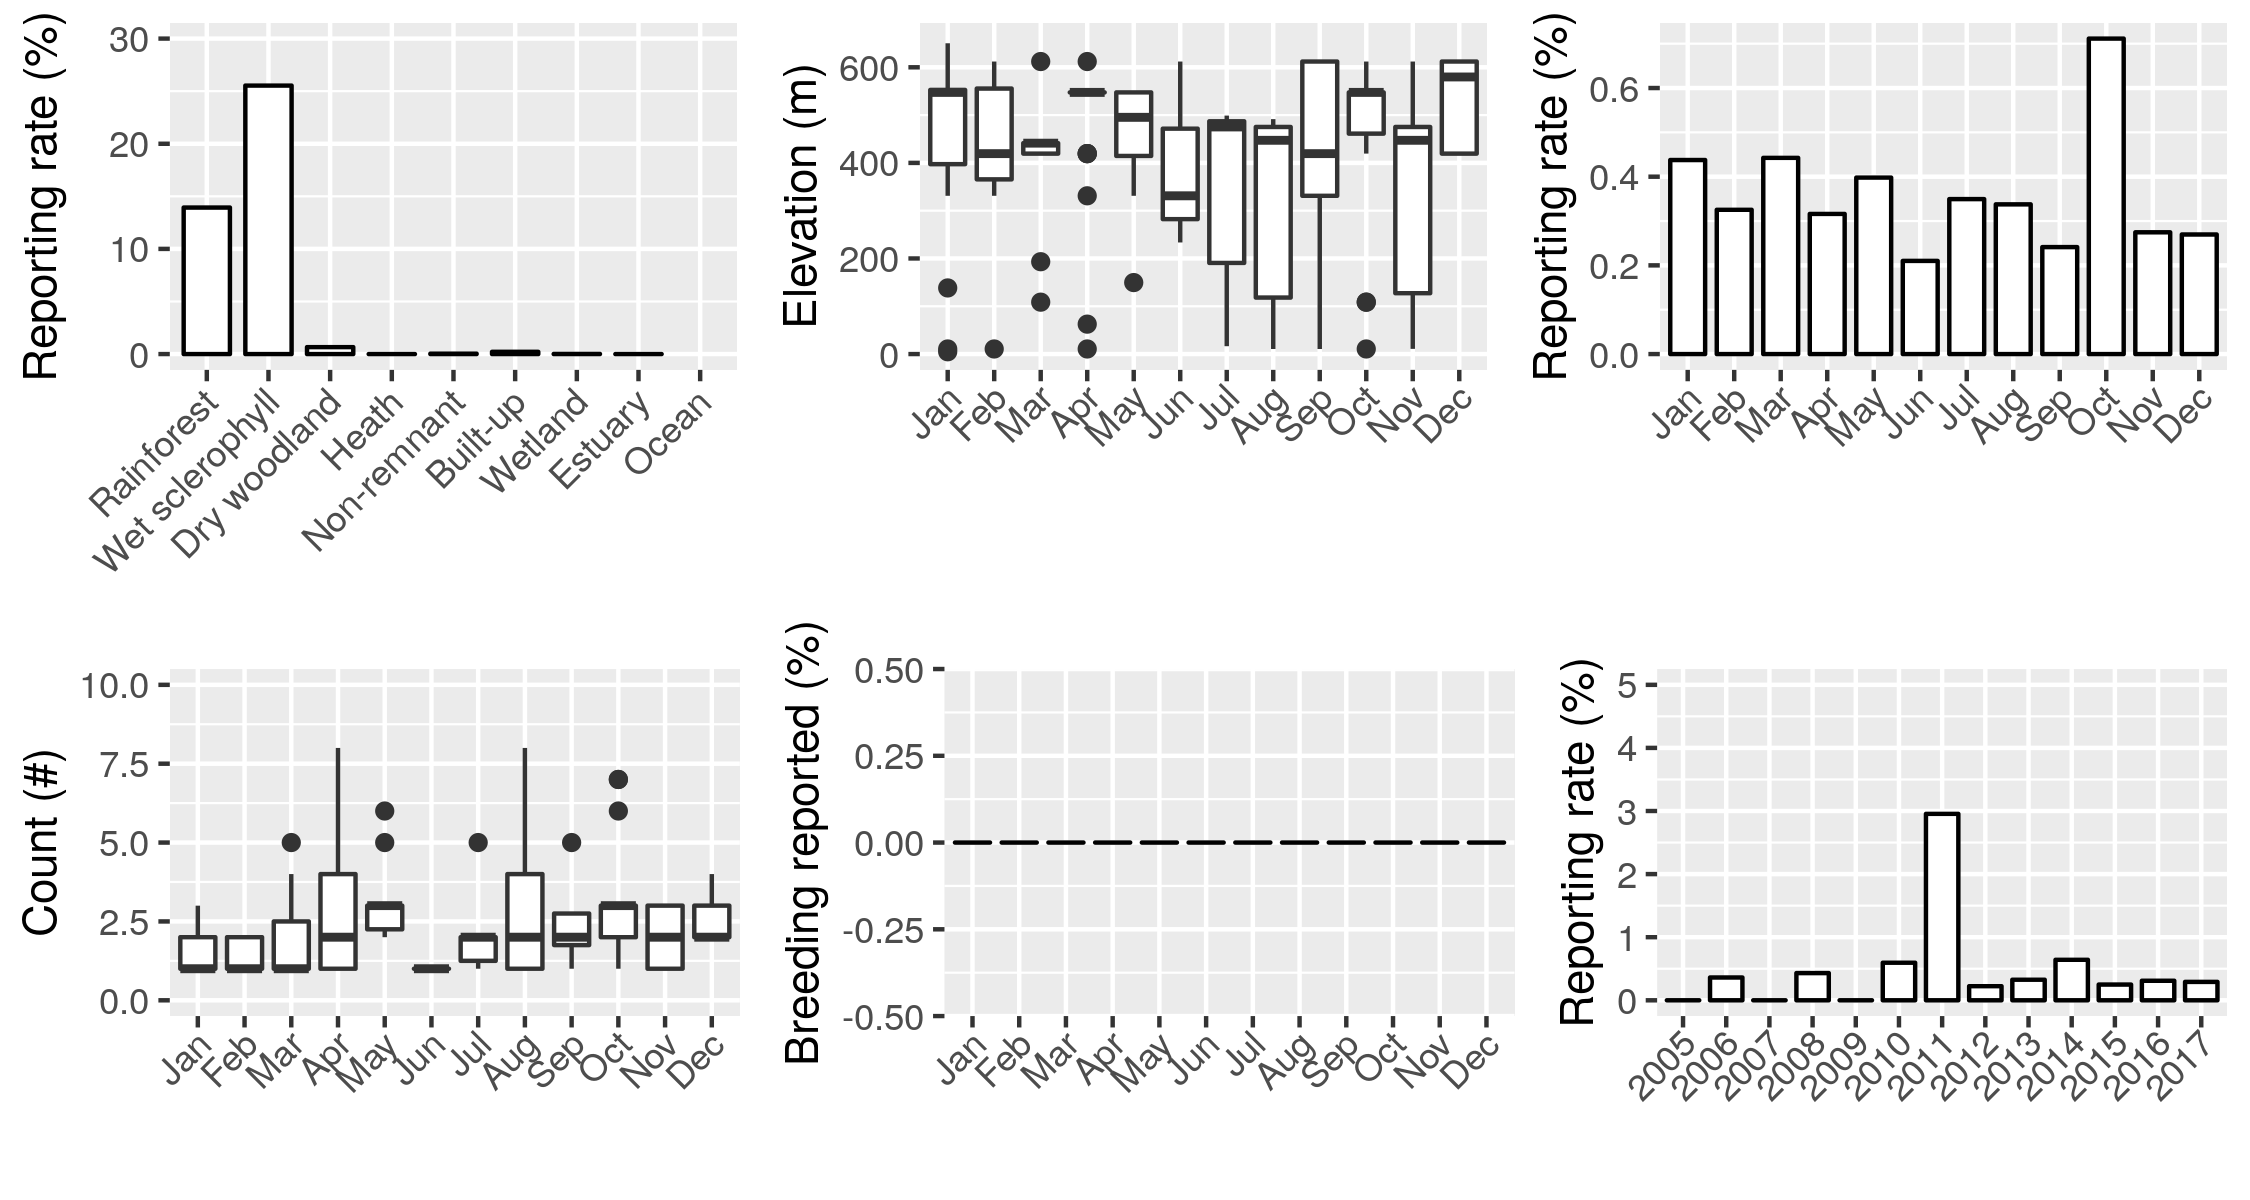 Reporting rate (%)
30
20
10
0
Rainforest
Wet sclerophyll
Dry woodland
Heath
Non-remnant
Built-up
Wetland
Estuary
Ocean
Elevation (m)
600
400
200
0
Jan
Feb
Mar
Apr
May
Jun
Jul
Aug
Sep
Oct
Nov
Dec
Reporting rate (%)
0.6
0.4
0.2
0.0
Jan
Feb
Mar
Apr
May
Jun
Jul
Aug
Sep
Oct
Nov
Dec
Count (#)
10.0
7.5
5.0
2.5
0.0
Jan
Feb
Mar
Apr
May
Jun
Jul
Aug
Sep
Oct
Nov
Dec
Breeding reported (%)
0.50
0.25
0.00
-0.25
-0.50
Jan
Feb
Mar
Apr
May
Jun
Jul
Aug
Sep
Oct
Nov
Dec
Reporting rate (%)
5
4
3
2
1
0
2005
2006
2007
2008
2009
2010
2011
2012
2013
2014
2015
2016
2017